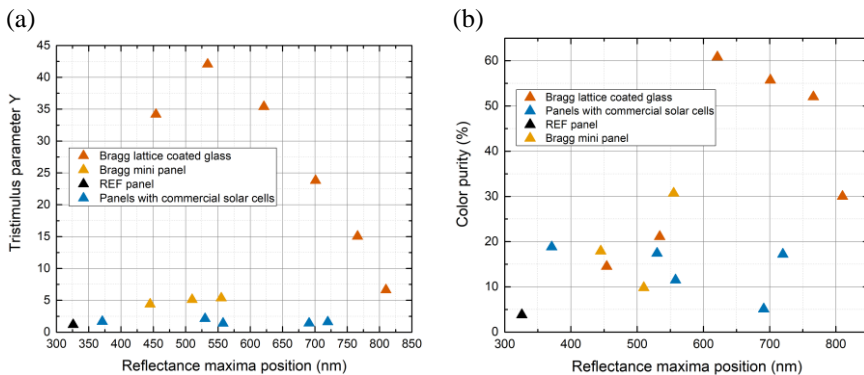 (a)
45
40
35
30
25
20
15
10
5
0
Tristimulus parameter Y
Bragg lattice coated glass
Bragg mini panel
REF panel
Panels with commercial solar cells
300 350 400 450 500 550 600 650 700 750 800 850
Reflectance maxima position (nm)
(b)
60
50
40
30
20
10
0
Color purity (%)
Bragg lattice coated glass
Panels with commercial solar cells
REF panel
Bragg mini panel
300 400 500 600 700 800
Reflectance maxima position (nm)